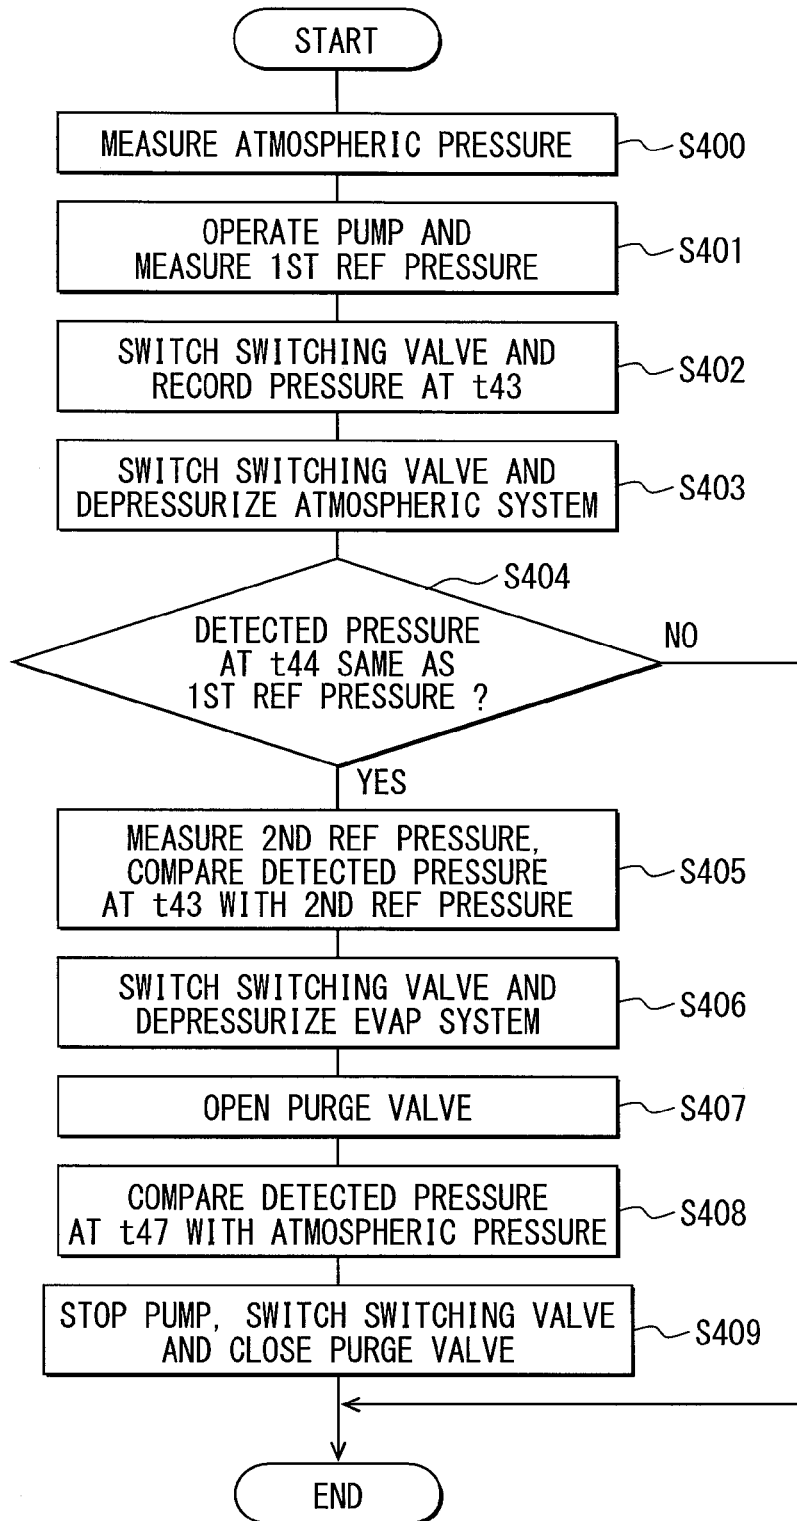 START
MEASURE ATMOSPHERIC PRESSURE
S400
OPERATE PUMP AND
MEASURE 1ST REF PRESSURE
S401
SWITCH SWITCHING VALVE AND
RECORD PRESSURE AT t43
S402
SWITCH SWITCHING VALVE AND
DEPRESSURIZE ATMOSPHERIC SYSTEM
S403
S404
DETECTED PRESSURE
AT t44 SAME AS
1ST REF PRESSURE ?
NO
YES
MEASURE 2ND REF PRESSURE,
COMPARE DETECTED PRESSURE
AT t43 WITH 2ND REF PRESSURE
S405
SWITCH SWITCHING VALVE AND
DEPRESSURIZE EVAP SYSTEM
S406
OPEN PURGE VALVE
S407
COMPARE DETECTED PRESSURE
AT t47 WITH ATMOSPHERIC PRESSURE
S408
STOP PUMP, SWITCH SWITCHING VALVE
AND CLOSE PURGE VALVE
S409
END